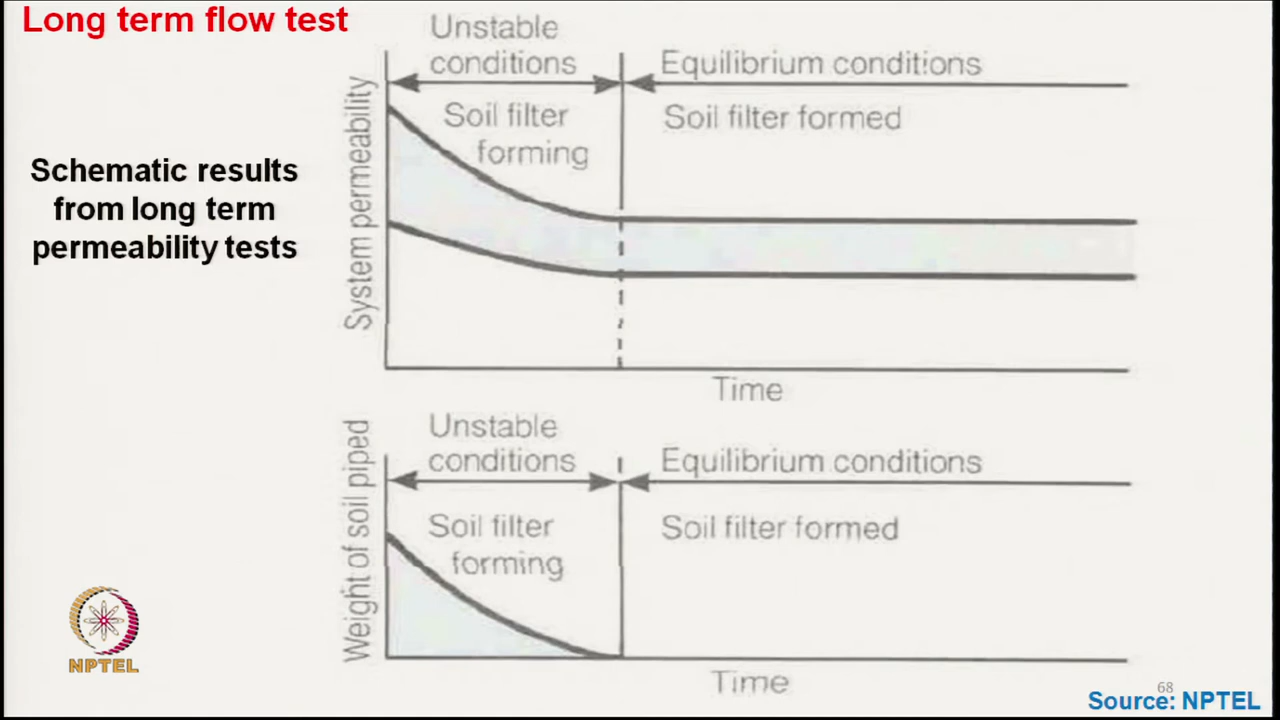 Long term flow test
Schematic results
from long term
permeability tests
Unstable
conditions
Equilibrium conditions
Soil filter
forming
Soil filter formed
System permeability
Time
Unstable
conditions
Equilibrium conditions
Soil filter
forming
Soil filter formed
Weight of soil piped
Time
NPTEL
68
Source: NPTEL